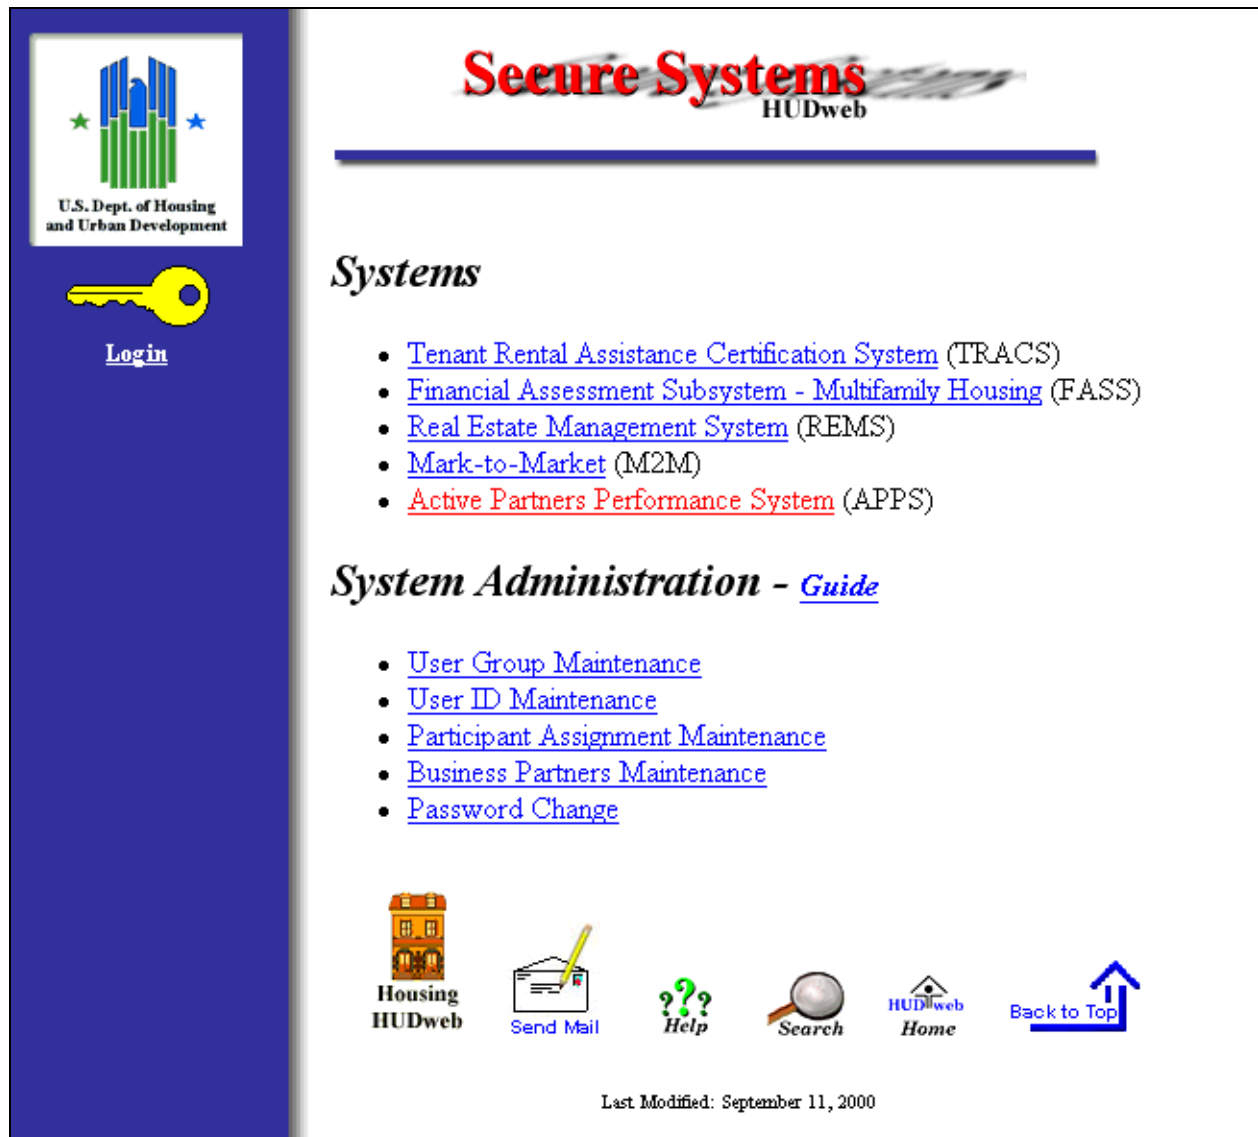 U.S. Dept. of Housing
and Urban Development
Login
Secure Systems
HUDweb
Systems
Tenant Rental Assistance Certification System (TRACS)
Financial Assessment Subsystem - Multifamily Housing (FASS)
Real Estate Management System (REMS)
Mark-to-Market (M2M)
Active Partners Performance System (APPS)
System Administration - Guide
User Group Maintenance
User ID Maintenance
Participant Assignment Maintenance
Business Partners Maintenance
Password Change
Housing
HUDweb
Send Mail
???
Help
Search
HUDweb
Home
Back to Top
Last Modified: September 11, 2000